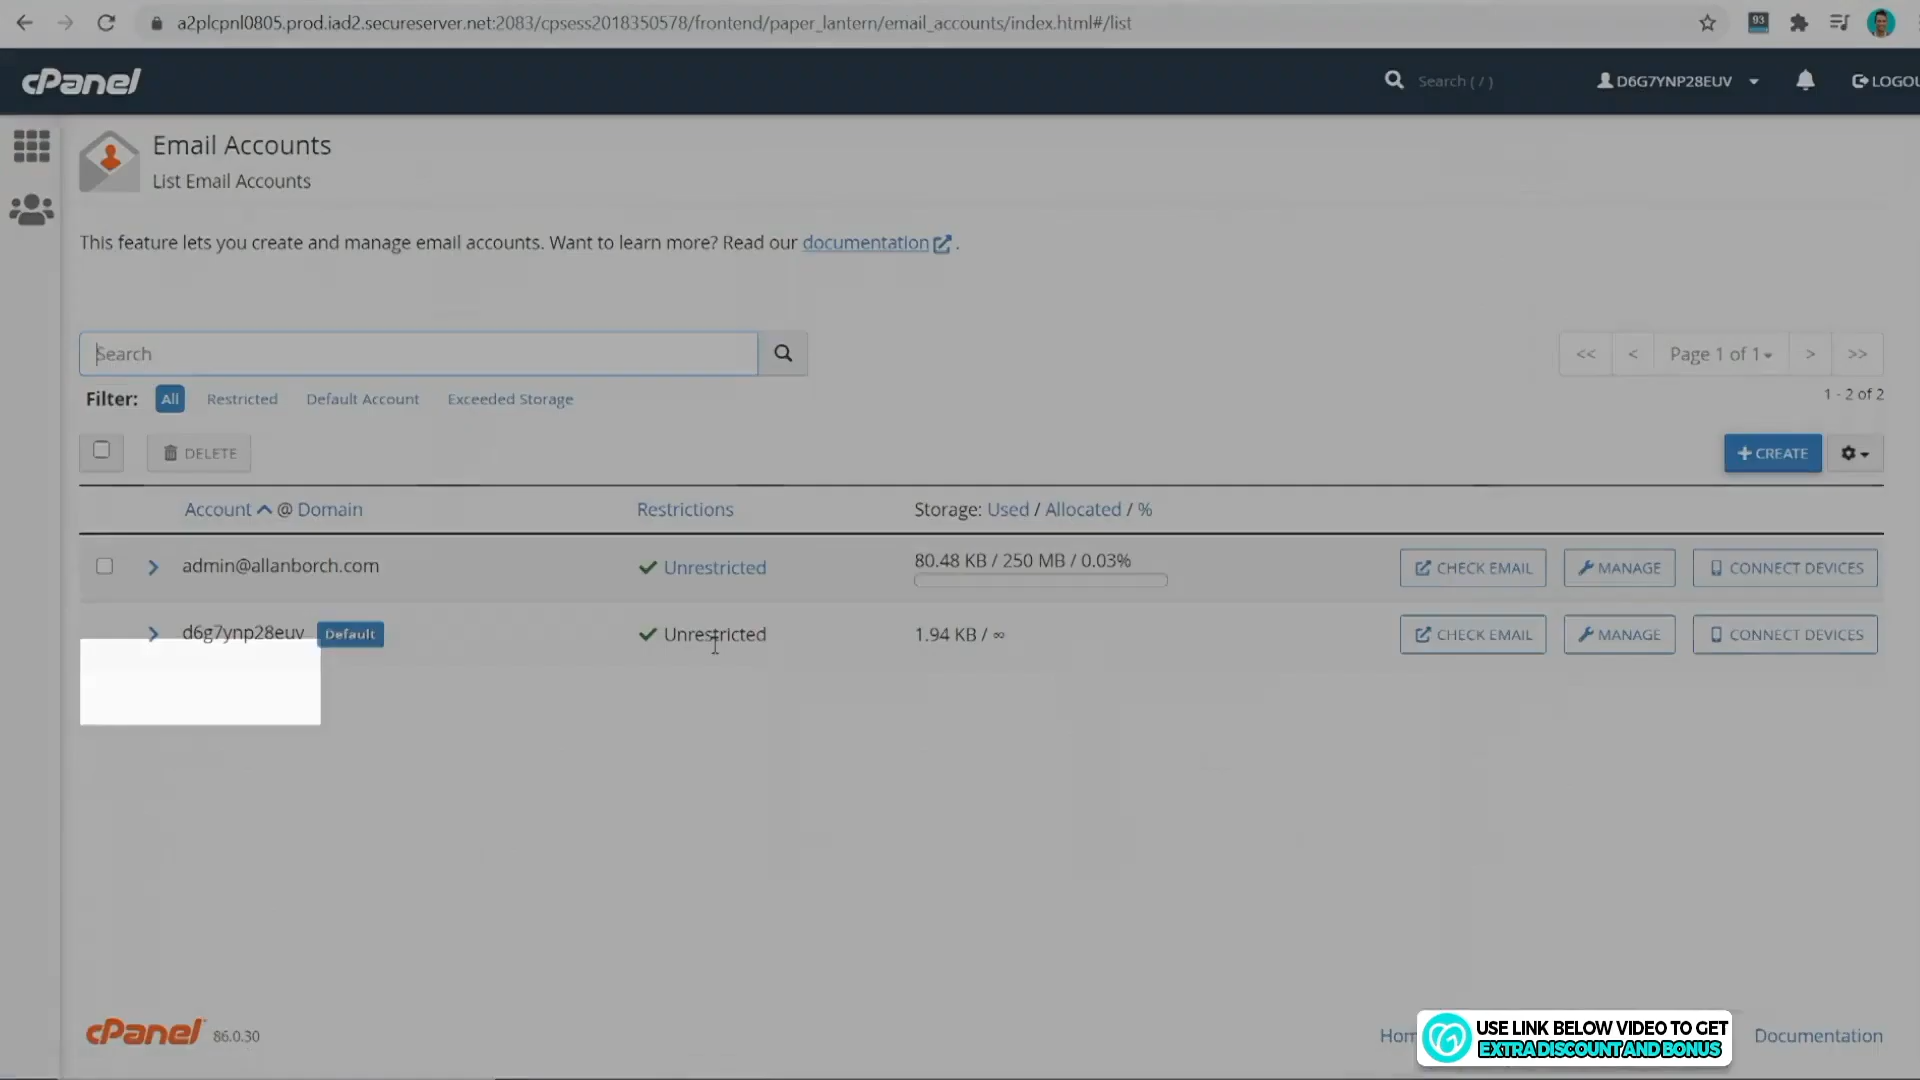 a2plcpnl0805.prod.iad2.secureserver.net:2083/cpsess2018350578/frontend/paper_lantern/email_accounts/index.html#/list
93
cPanel
Search ( / )
D6G7YNP28EUV
LOGOU
Email Accounts
List Email Accounts
This feature lets you create and manage email accounts. Want to learn more? Read our documentation .
Search
<< < Page 1 of 1 > >>
Filter: All Restricted Default Account Exceeded Storage
1 - 2 of 2
DELETE
+ CREATE
Account @ Domain Restrictions Storage: Used / Allocated / %
admin@allanborch.com Unrestricted 80.48 KB / 250 MB / 0.03% CHECK EMAIL MANAGE CONNECT DEVICES
d6g7ynp28euv Default Unrestricted 1.94 KB / ∞ CHECK EMAIL MANAGE CONNECT DEVICES
cPanel 86.0.30
Hom
USE LINK BELOW VIDEO TO GET
EXTRA DISCOUNT AND BONUS
Documentation